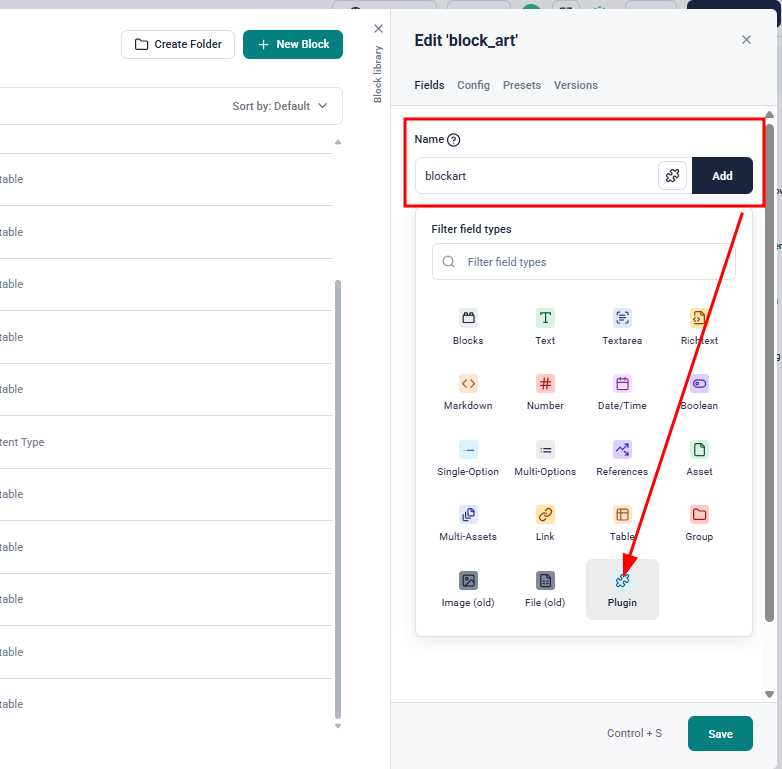 Create Folder
New Block
Sort by: Default
table
table
table
table
table
tent Type
table
table
table
table
table
Block library
Edit 'block_art'
Fields Config Presets Versions
Name
blockart
Add
Filter field types
Filter field types
Blocks Text Textarea Richtext
Markdown Number Date/Time Boolean
Single-Option Multi-Options References Asset
Multi-Assets Link Table Group
Image (old) File (old) Plugin
Control + S
Save